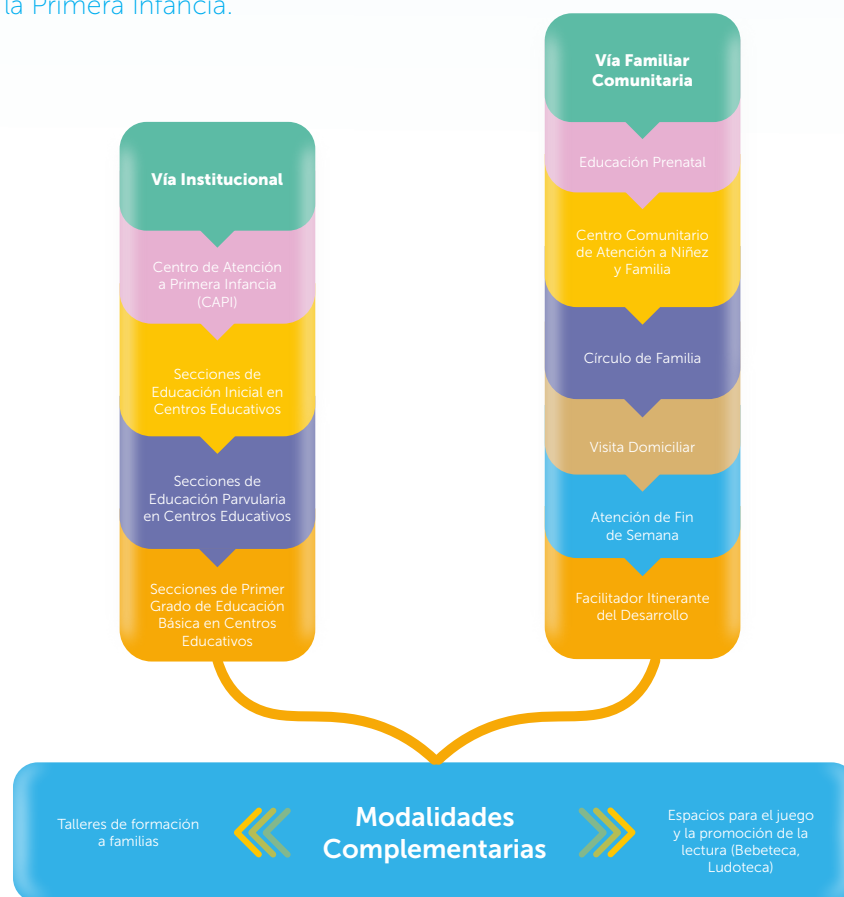 la Primera Infancia.
Vía Institucional
Centro de Atención
a Primera Infancia
(CAPI)
Secciones de
Educación Inicial en
Centros Educativos
Secciones de
Educación Parvularia
en Centros Educativos
Secciones de Primer
Grado de Educación
Básica en Centros
Educativos
Vía Familiar
Comunitaria
Educación Prenatal
Centro Comunitario
de Atención a Niñez
y Familia
Círculo de Familia
Visita Domiciliar
Atención de Fin
de Semana
Facilitador Itinerante
del Desarrollo
Talleres de formación
a familias
Modalidades
Complementarias
Espacios para el juego
y la promoción de la
lectura (Bebeteca,
Ludoteca)